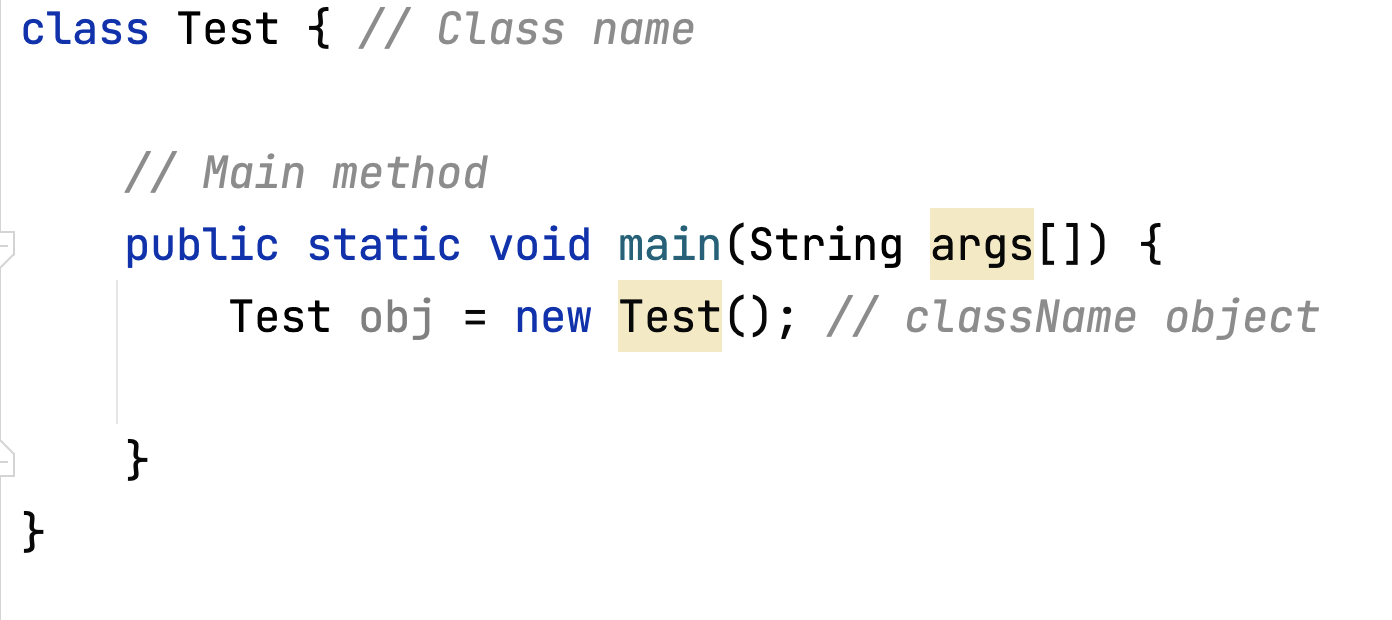 class Test { // Class name
// Main method
public static void main(String args[]) {
Test obj = new Test(); // className object
}
}